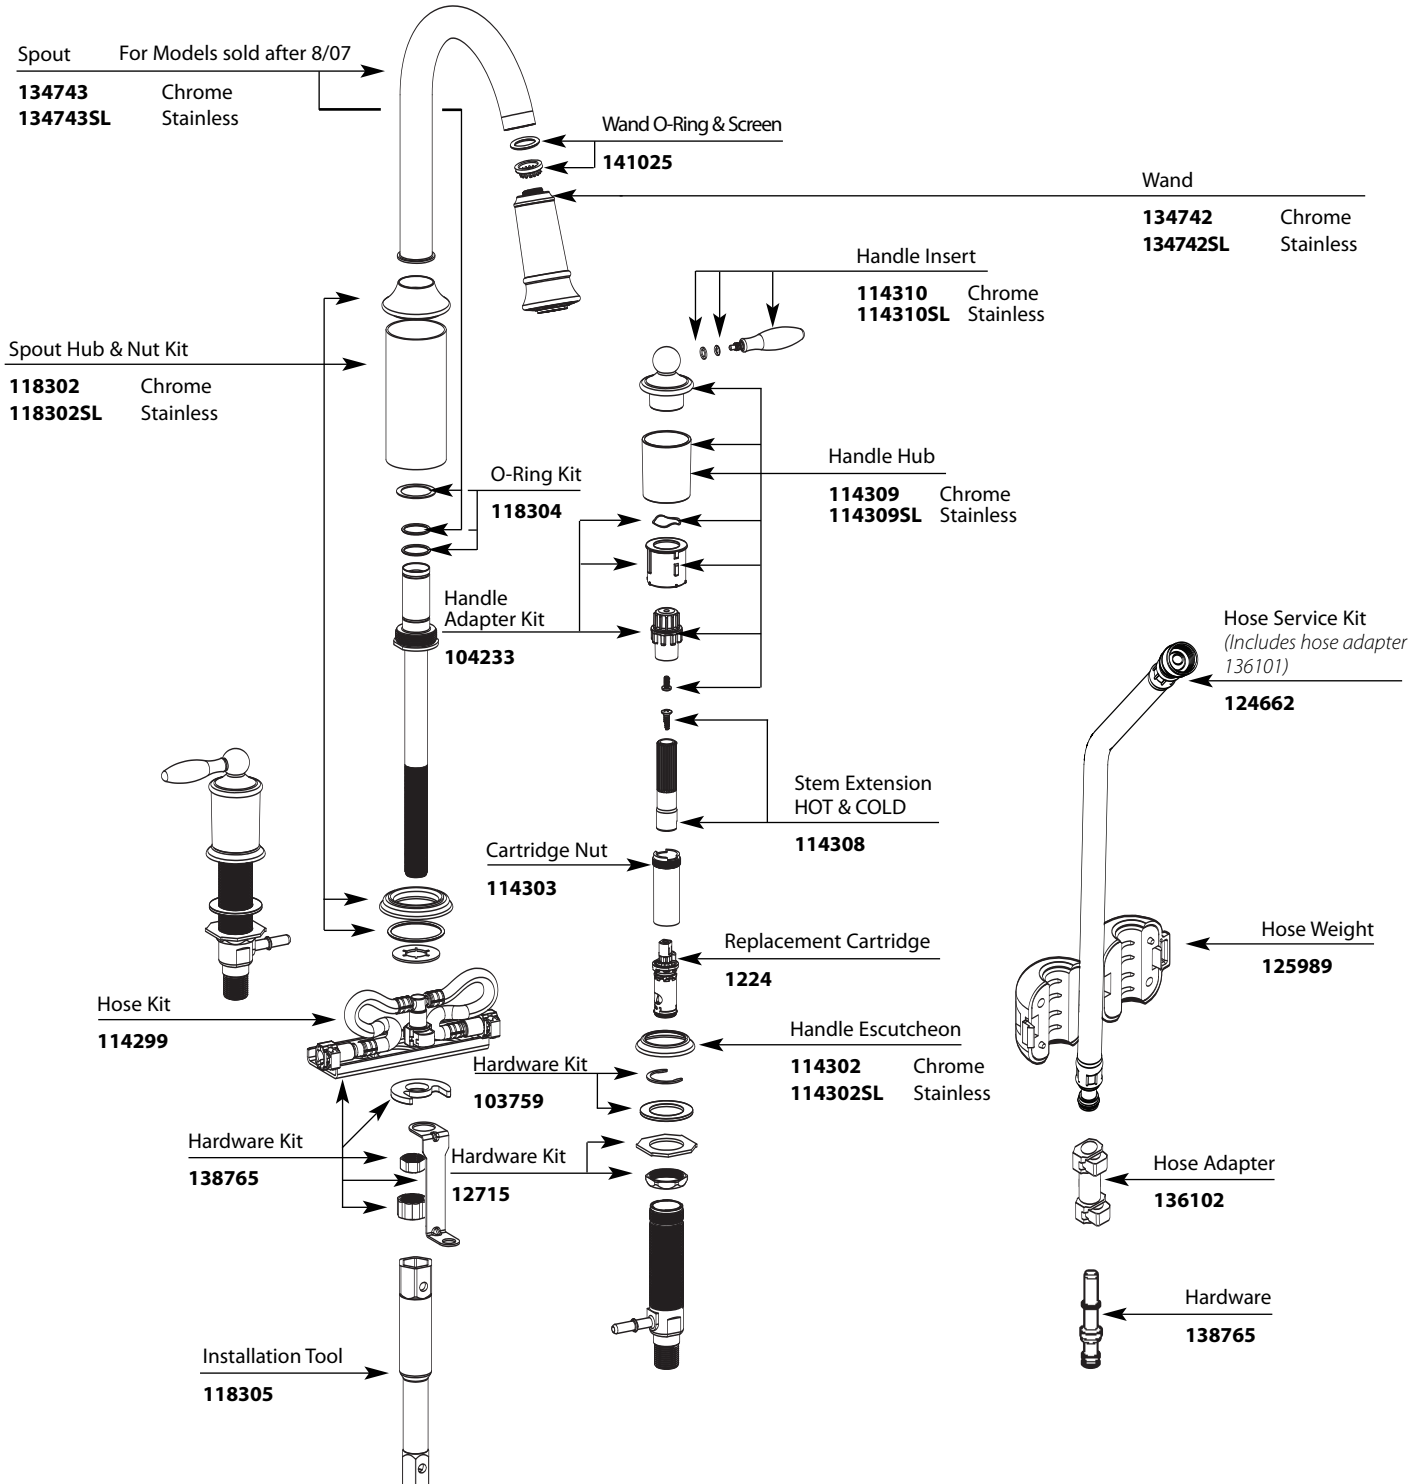 Spout For Models sold after 8/07
134743 Chrome
134743SL Stainless
Wand O-Ring & Screen
141025
Wand
134742 Chrome
134742SL Stainless
Handle Insert
114310 Chrome
114310SL Stainless
Spout Hub & Nut Kit
118302 Chrome
118302SL Stainless
O-Ring Kit
118304
Handle Hub
114309 Chrome
114309SL Stainless
Handle
Adapter Kit
104233
Hose Service Kit
(Includes hose adapter
136101)
124662
Stem Extension
HOT & COLD
114308
Cartridge Nut
114303
Replacement Cartridge
1224
Hose Weight
125989
Hose Kit
114299
Handle Escutcheon
114302 Chrome
114302SL Stainless
Hardware Kit
103759
Hardware Kit
138765
Hardware Kit
12715
Hose Adapter
136102
Hardware
138765
Installation Tool
118305